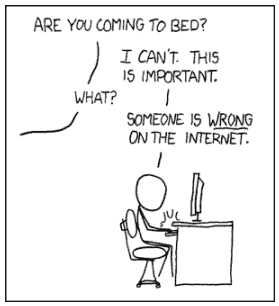 ARE YOU COMING TO BED?
I CAN'T. THIS
IS IMPORTANT.
WHAT?
SOMEONE IS WRONG
ON THE INTERNET.